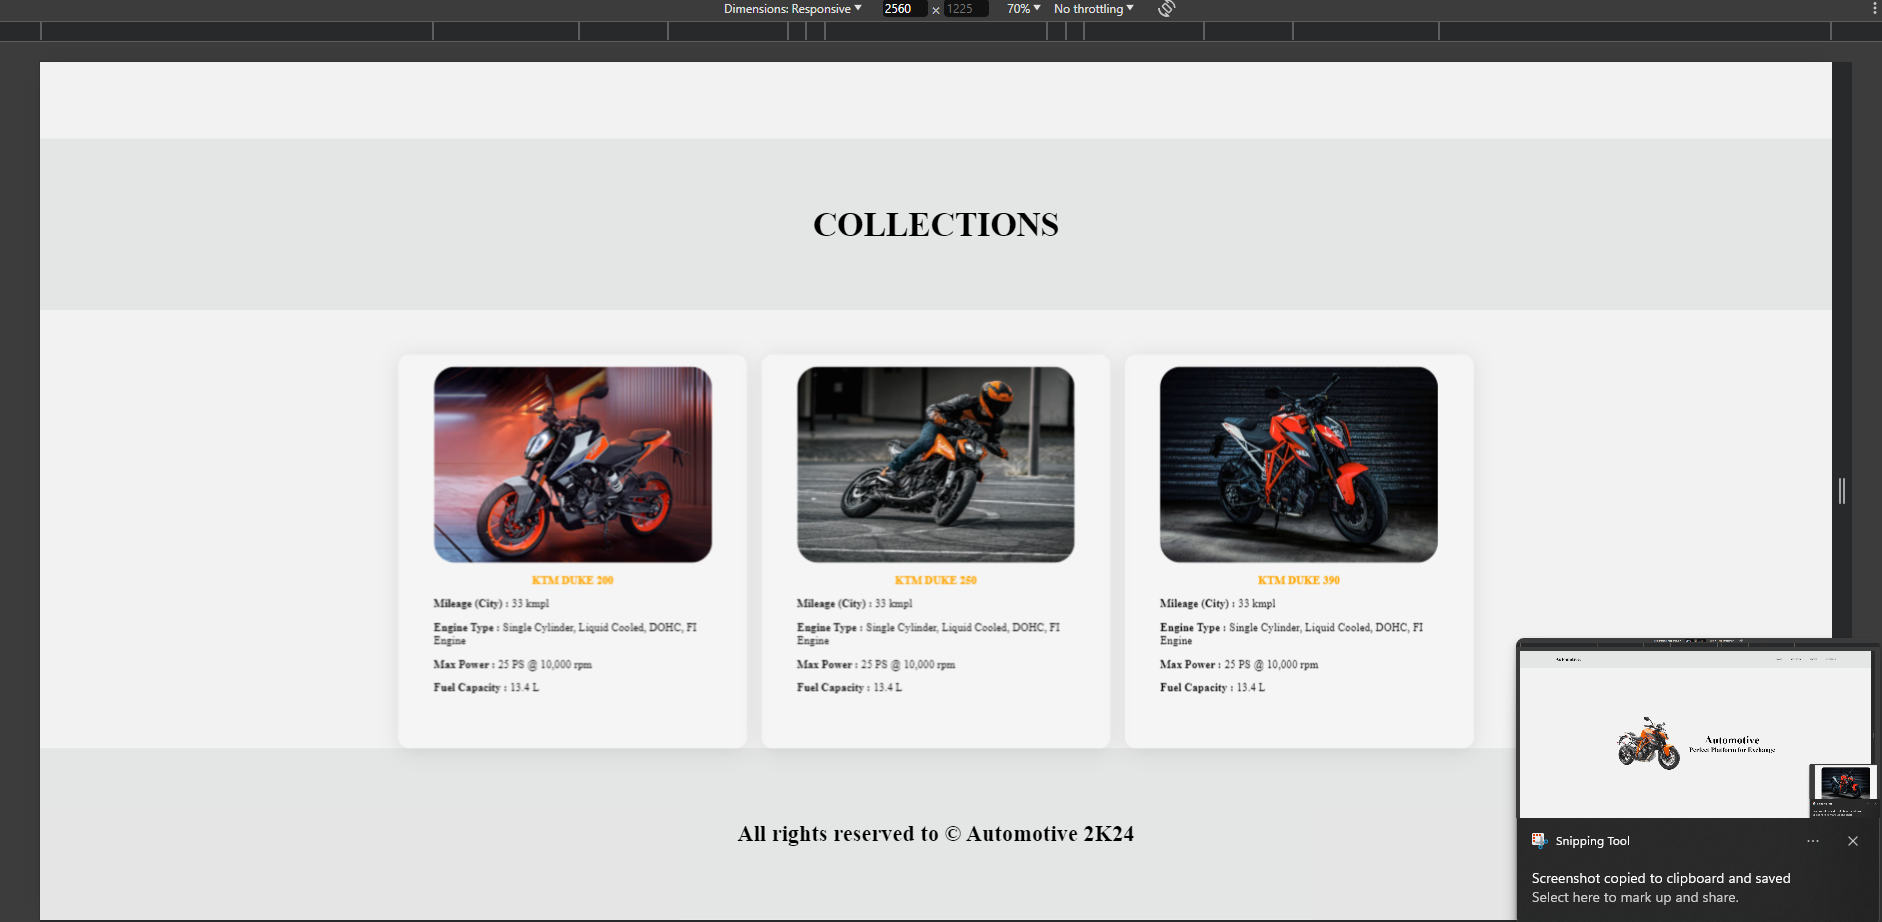 Dimensions: Responsive 2560 × 1225 70% No throttling
COLLECTIONS
KTM DUKE 200
Mileage (City) : 33 kmpl
Engine Type : Single Cylinder, Liquid Cooled, DOHC, FI
Engine
Max Power : 25 PS @ 10,000 rpm
Fuel Capacity : 13.4 L
KTM DUKE 250
Mileage (City) : 33 kmpl
Engine Type : Single Cylinder, Liquid Cooled, DOHC, FI
Engine
Max Power : 25 PS @ 10,000 rpm
Fuel Capacity : 13.4 L
KTM DUKE 390
Mileage (City) : 33 kmpl
Engine Type : Single Cylinder, Liquid Cooled, DOHC, FI
Engine
Max Power : 25 PS @ 10,000 rpm
Fuel Capacity : 13.4 L
All rights reserved to © Automotive 2K24
Automotive
Automotive
Perfect Platform for Exchange
Snipping Tool
Screenshot copied to clipboard and saved
Select here to mark up and share.